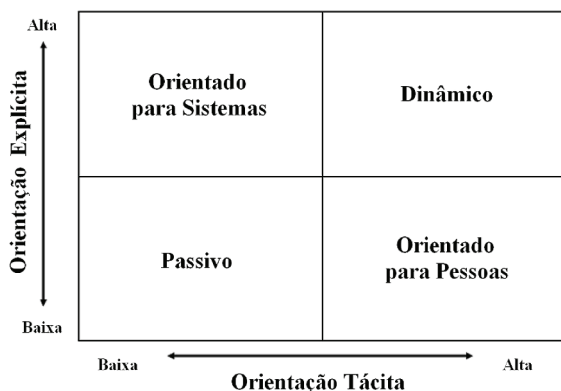 Alta
Orientação Explícita
Baixa
Orientado
para Sistemas
Dinâmico
Passivo
Orientado
para Pessoas
Baixa
Alta
Orientação Tácita